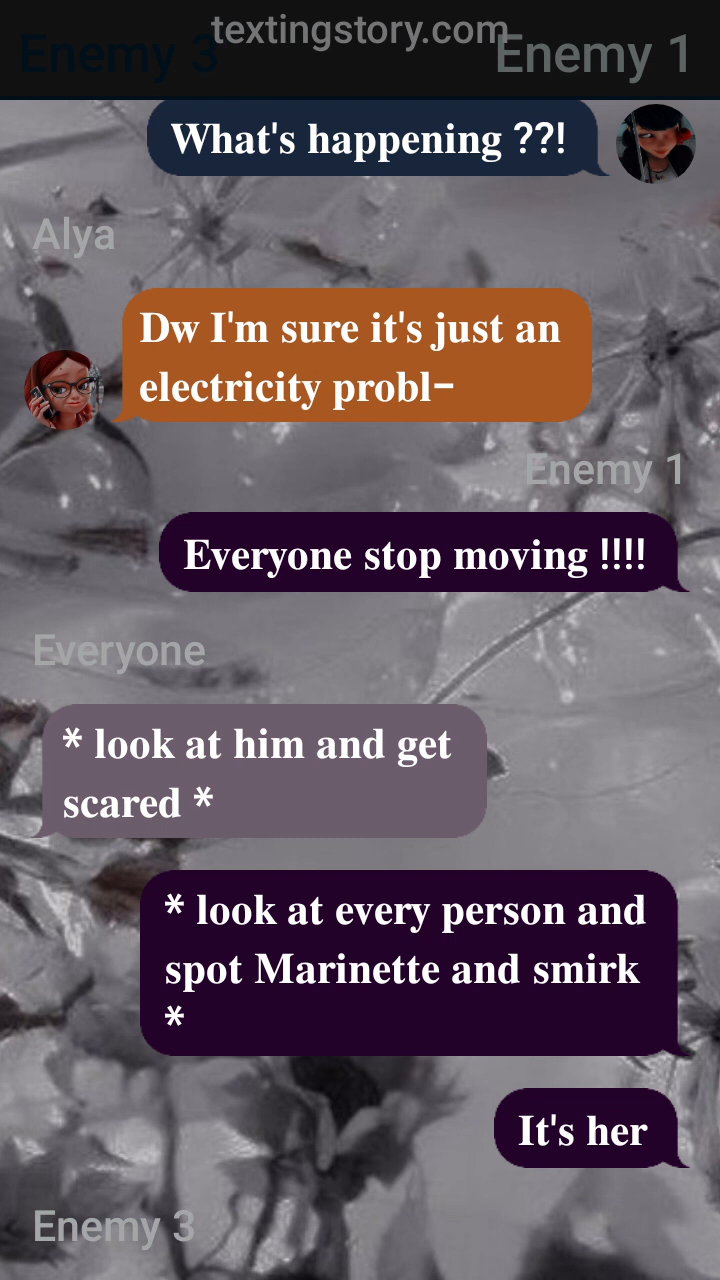 textingstory.com
Enemy 3
Enemy 1
What's happening ??!
Alya
Dw I'm sure it's just an
electricity probl-
Enemy 1
Everyone stop moving !!!!
Everyone
* look at him and get
scared *
* look at every person and
spot Marinette and smirk
*
It's her
Enemy 3